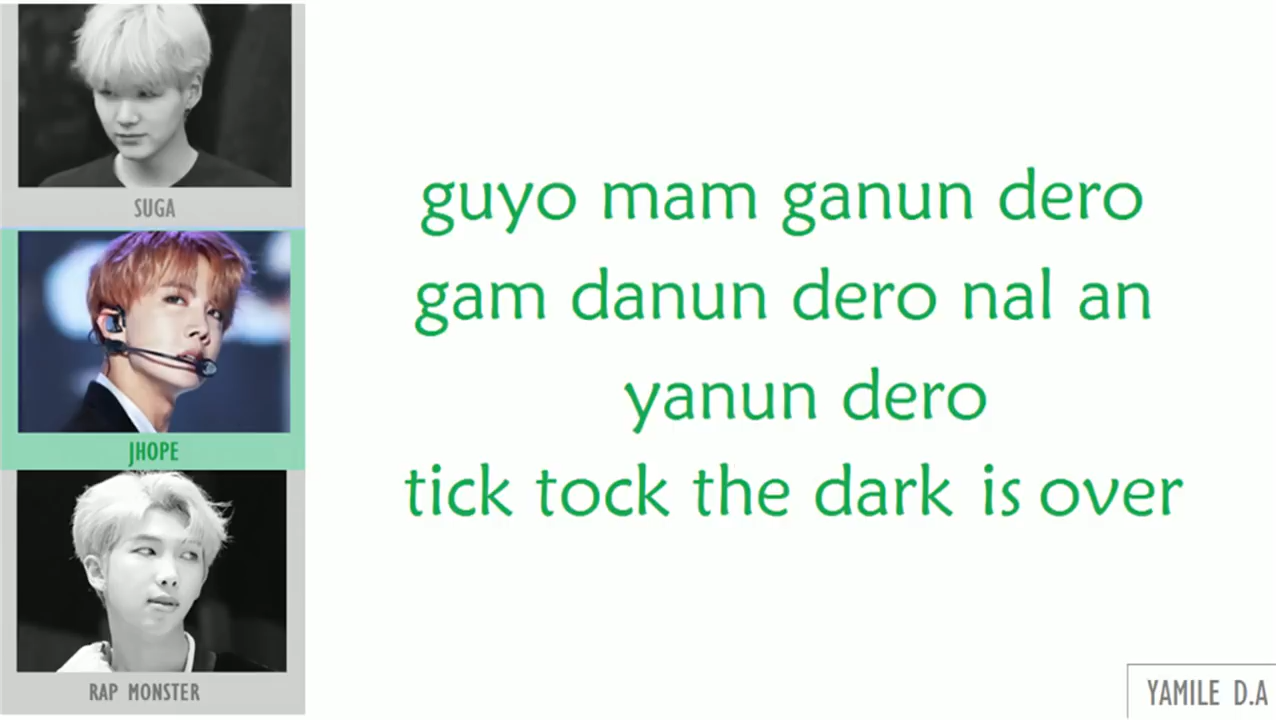 SUGA
JHOPE
RAP MONSTER
guyo mam ganun dero
gam danun dero nal an
yanun dero
tick tock the dark is over
YAMILE D.A